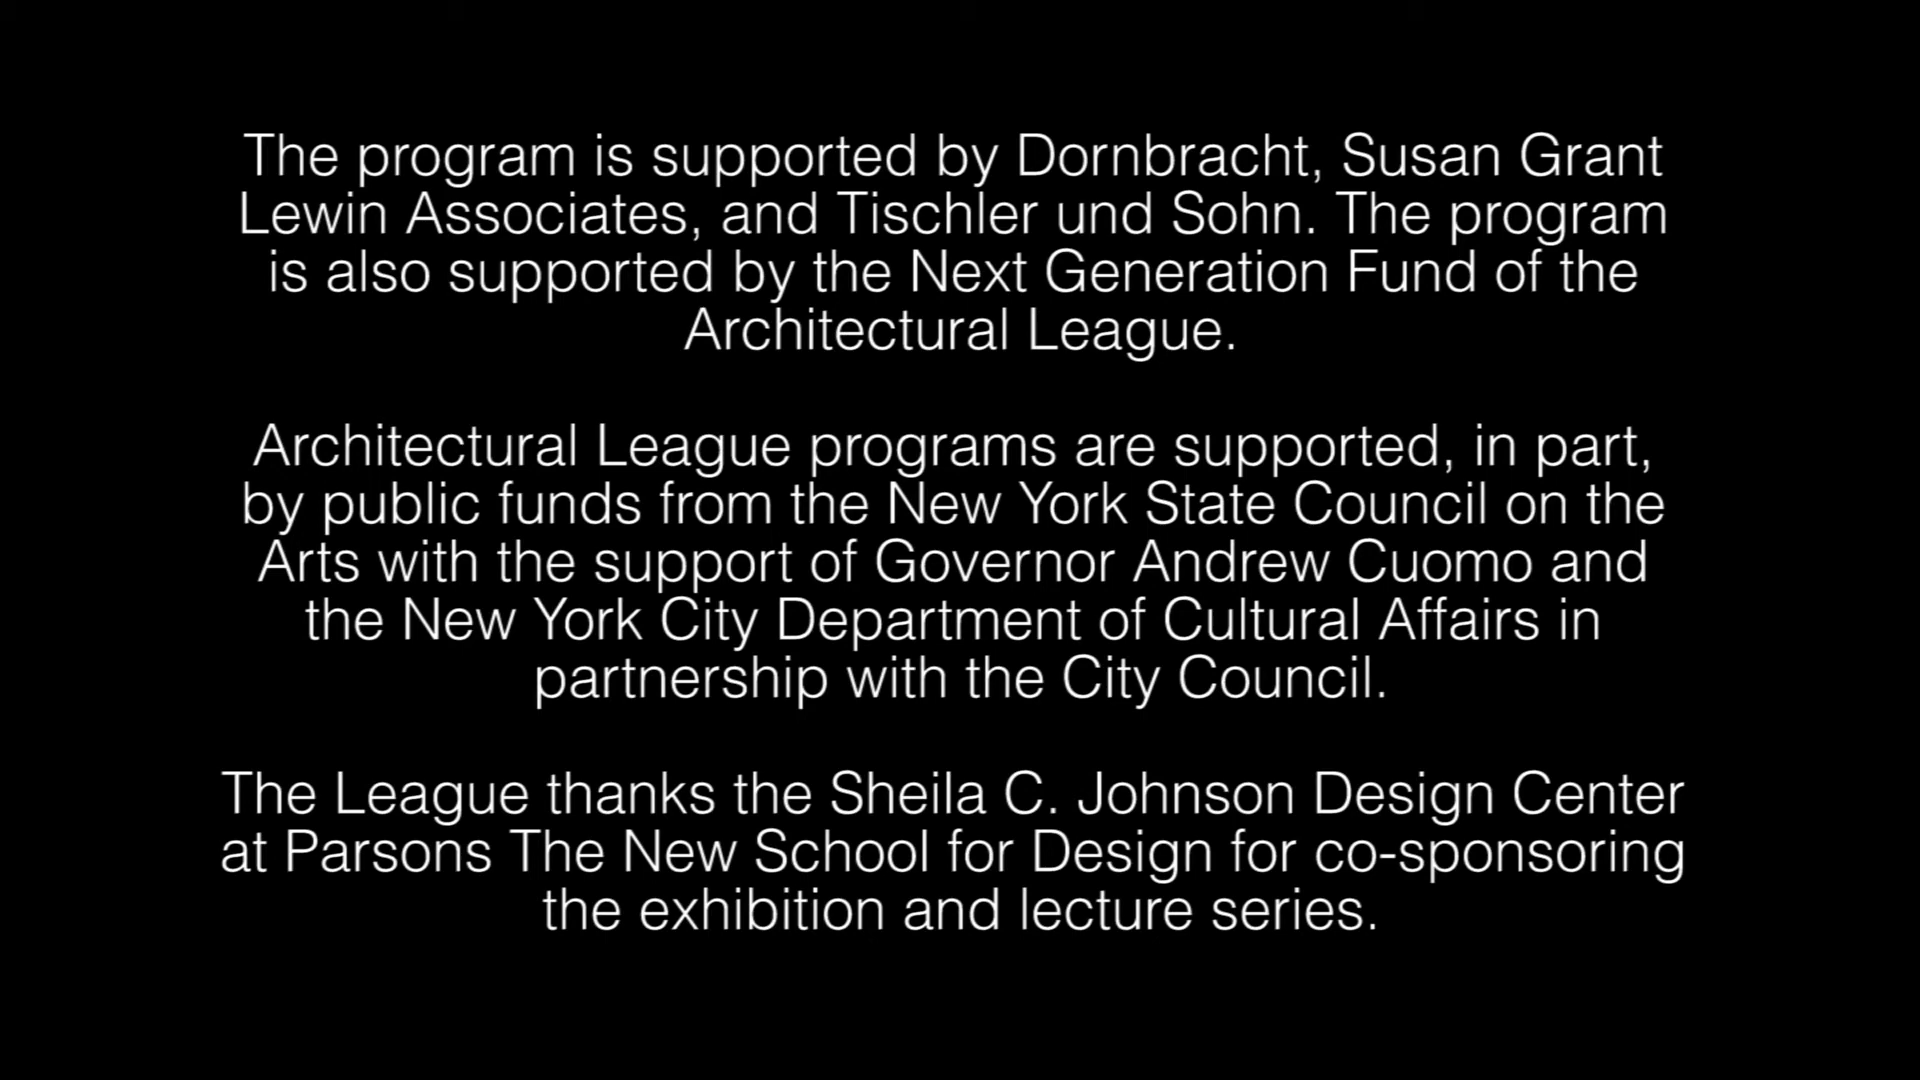 The program is supported by Dornbracht, Susan Grant
Lewin Associates, and Tischler und Sohn. The program
is also supported by the Next Generation Fund of the
Architectural League.
Architectural League programs are supported, in part,
by public funds from the New York State Council on the
Arts with the support of Governor Andrew Cuomo and
the New York City Department of Cultural Affairs in
partnership with the City Council.
The League thanks the Sheila C. Johnson Design Center
at Parsons The New School for Design for co-sponsoring
the exhibition and lecture series.